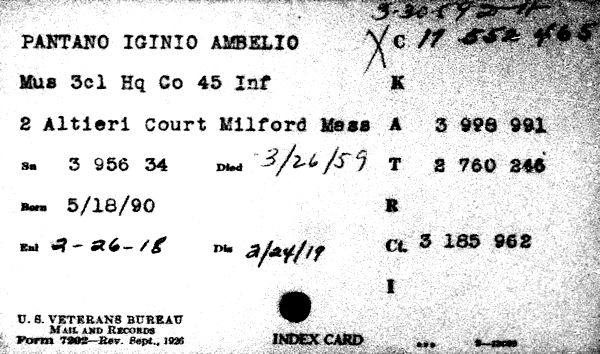 PANTANO IGINIO AMBELIO X C 17 552 465
Mus 3cl Hq Co 45 Inf K
2 Altieri Court Milford Mass A 3 998 991
Sn 3 956 34 Died 3/26/59 T 2 760 246
Born 5/18/90 R
Enl 2-26-18 Dis 2/24/19 Ct. 3 185 962
I
U. S. VETERANS BUREAU
MAIL AND RECORDS
Form 7202—Rev. Sept., 1926 INDEX CARD